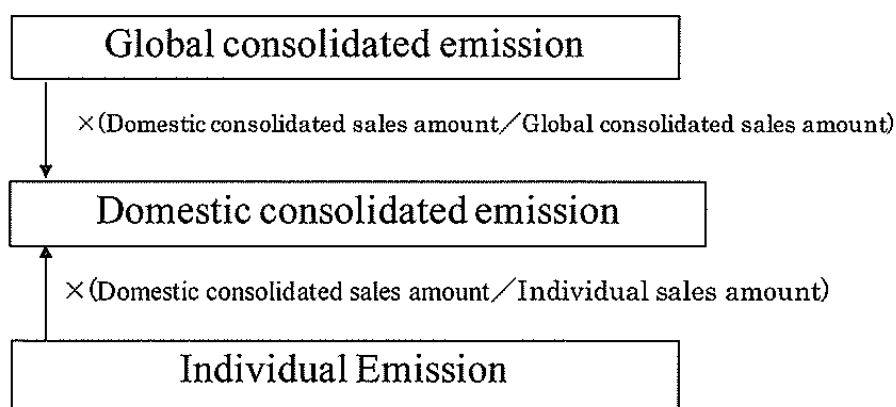 Global consolidated emission
×(Domestic consolidated sales amount／Global consolidated sales amount)
Domestic consolidated emission
×(Domestic consolidated sales amount／Individual sales amount)
Individual Emission